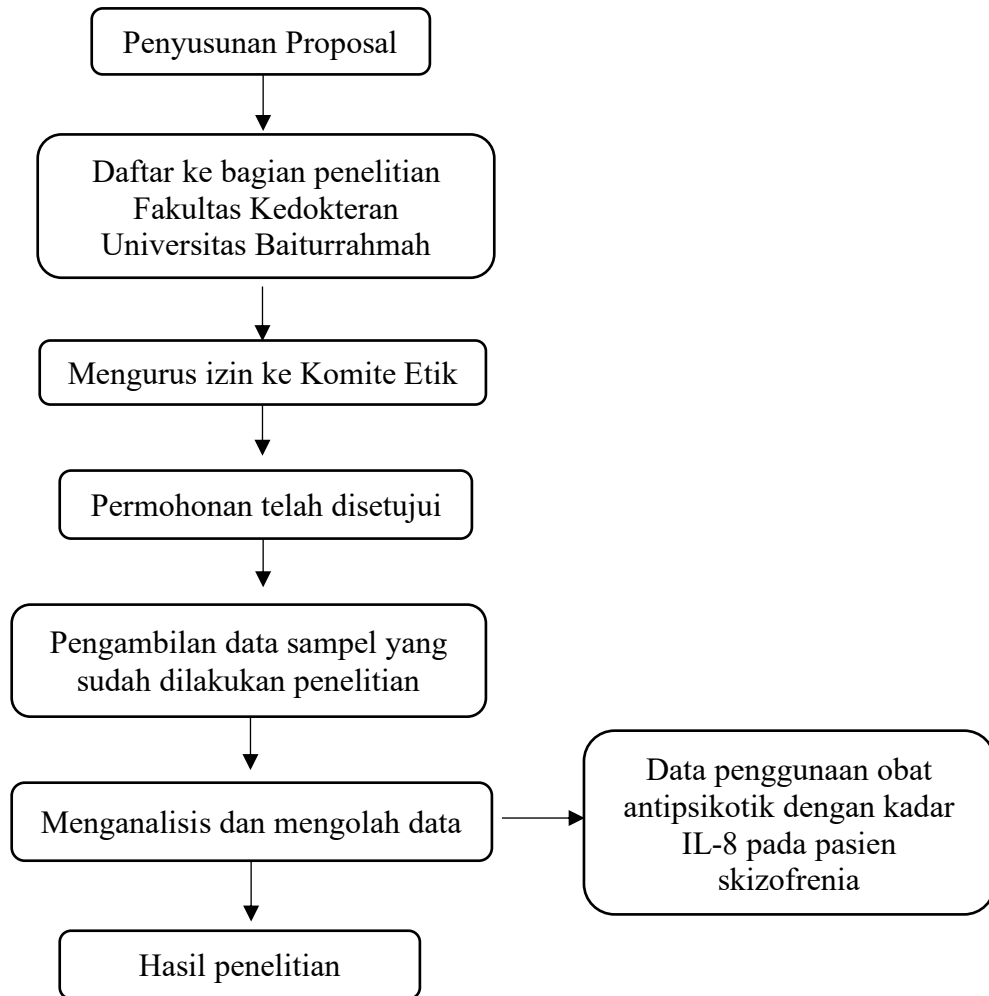 Penyusunan Proposal
Daftar ke bagian penelitian
Fakultas Kedokteran
Universitas Baiturrahmah
Mengurus izin ke Komite Etik
Permohonan telah disetujui
Pengambilan data sampel yang
sudah dilakukan penelitian
Menganalisis dan mengolah data
Data penggunaan obat
antipsikotik dengan kadar
IL-8 pada pasien
skizofrenia
Hasil penelitian